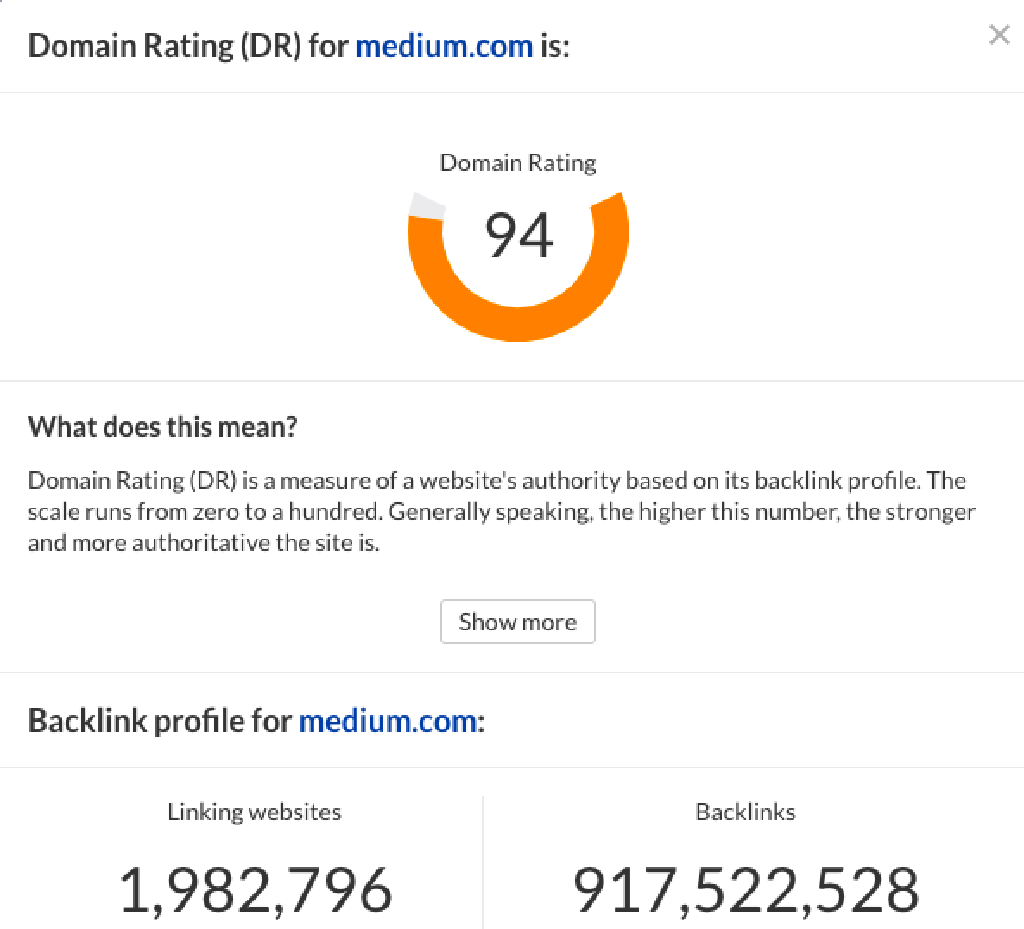 Domain Rating (DR) for medium.com is:
Domain Rating
94
What does this mean?
Domain Rating (DR) is a measure of a website's authority based on its backlink profile. The
scale runs from zero to a hundred. Generally speaking, the higher this number, the stronger
and more authoritative the site is.
Show more
Backlink profile for medium.com:
Linking websites
1,982,796
Backlinks
917,522,528